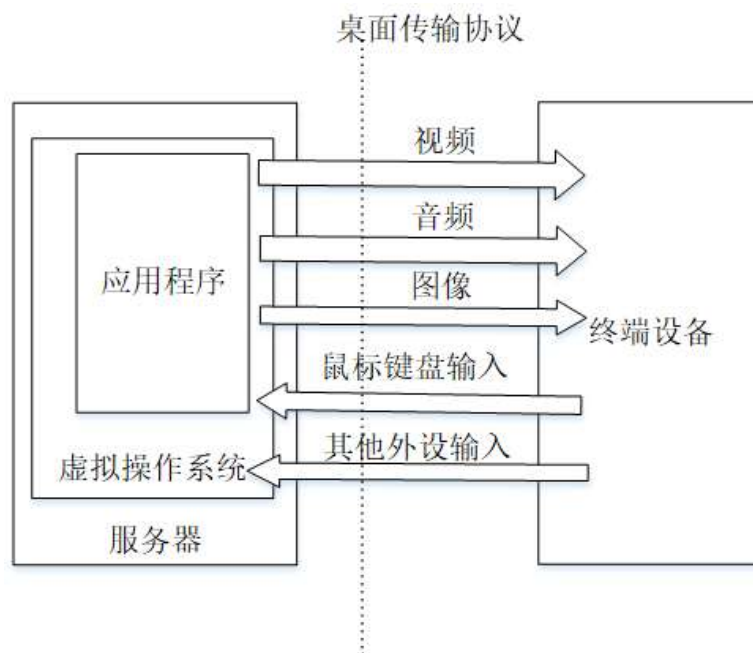 桌面传输协议
视频
音频
应用程序
图像
终端设备
鼠标键盘输入
其他外设输入
虚拟操作系统
服务器